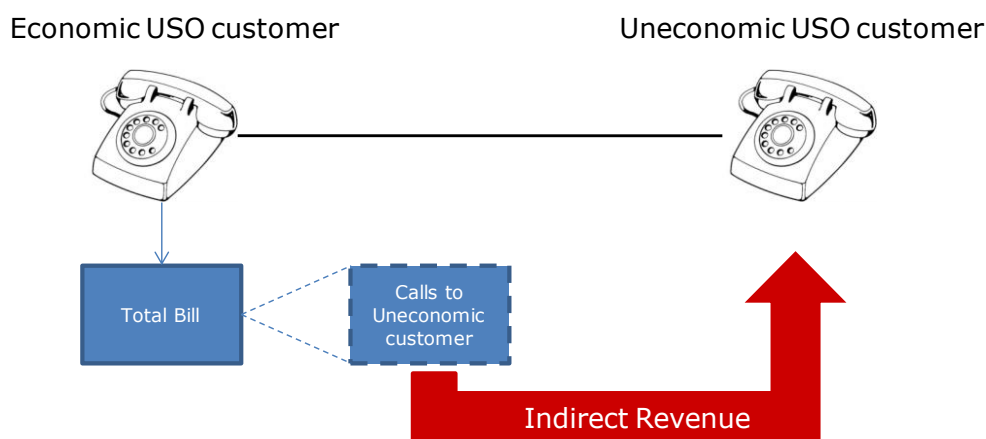 Economic USO customer
Uneconomic USO customer
Total Bill
Calls to
Uneconomic
customer
Indirect Revenue